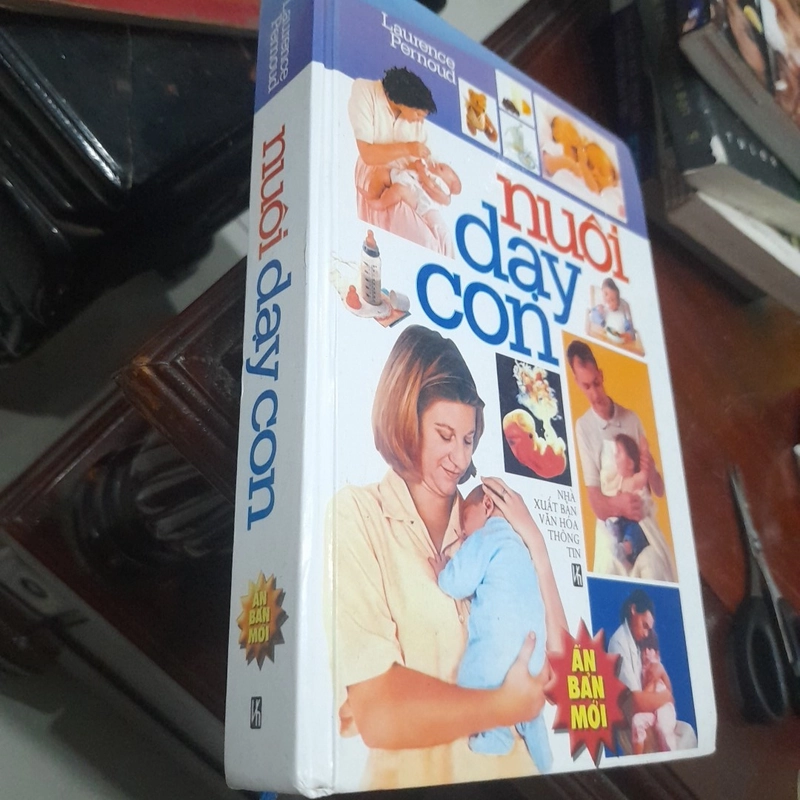 Laurence
Pernoud
nuôi
dạy
con
NHÀ
XUẤT BẢN
VĂN HÓA
THÔNG
TIN
ẤN
BẢN
MỚI
Laurence
Pernoud
nuôi dạy con
ẤN
BẢN
MỚI